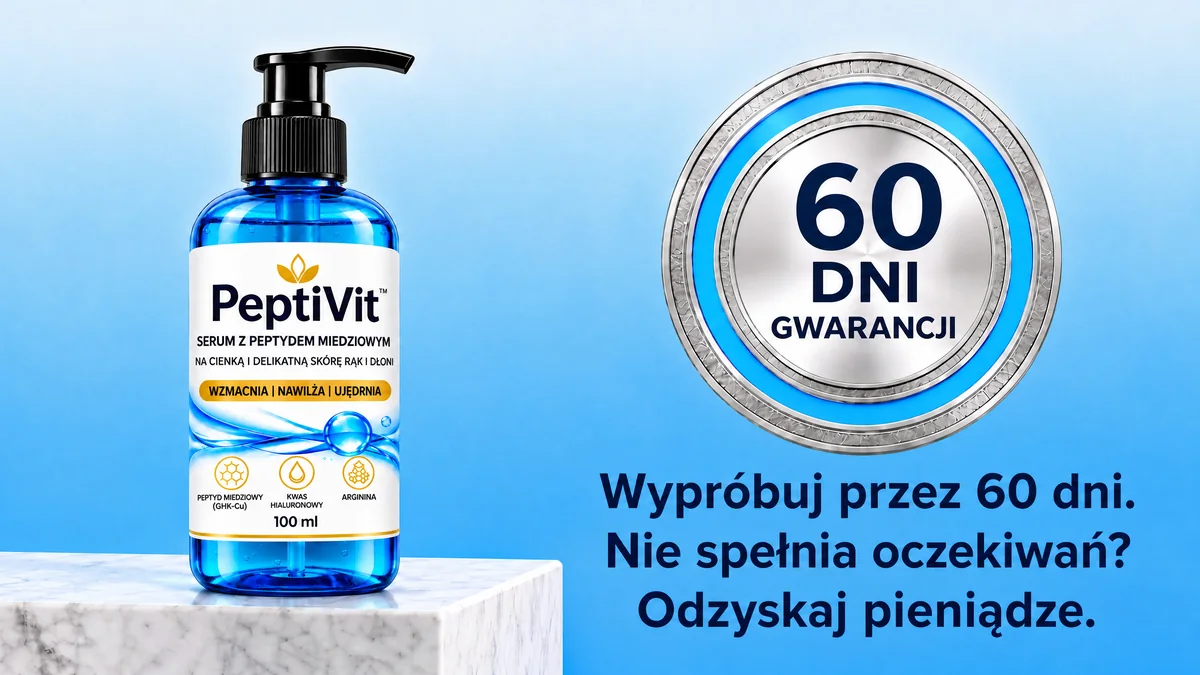 PeptiVit™
SERUM Z PEPTYDEM MIEDZIOWYM
NA CIENKĄ I DELIKATNĄ SKÓRĘ RĄK I DŁONI
WZMACNIA | NAWILŻA | UJĘDRNIA
PEPTYD MIEDZIOWY
(GHK-Cu)
KWAS
HIALURONOWY
ARGININA
100 ml
60
DNI
GWARANCJI
Wypróbuj przez 60 dni.
Nie spełnia oczekiwań?
Odzyskaj pieniądze.